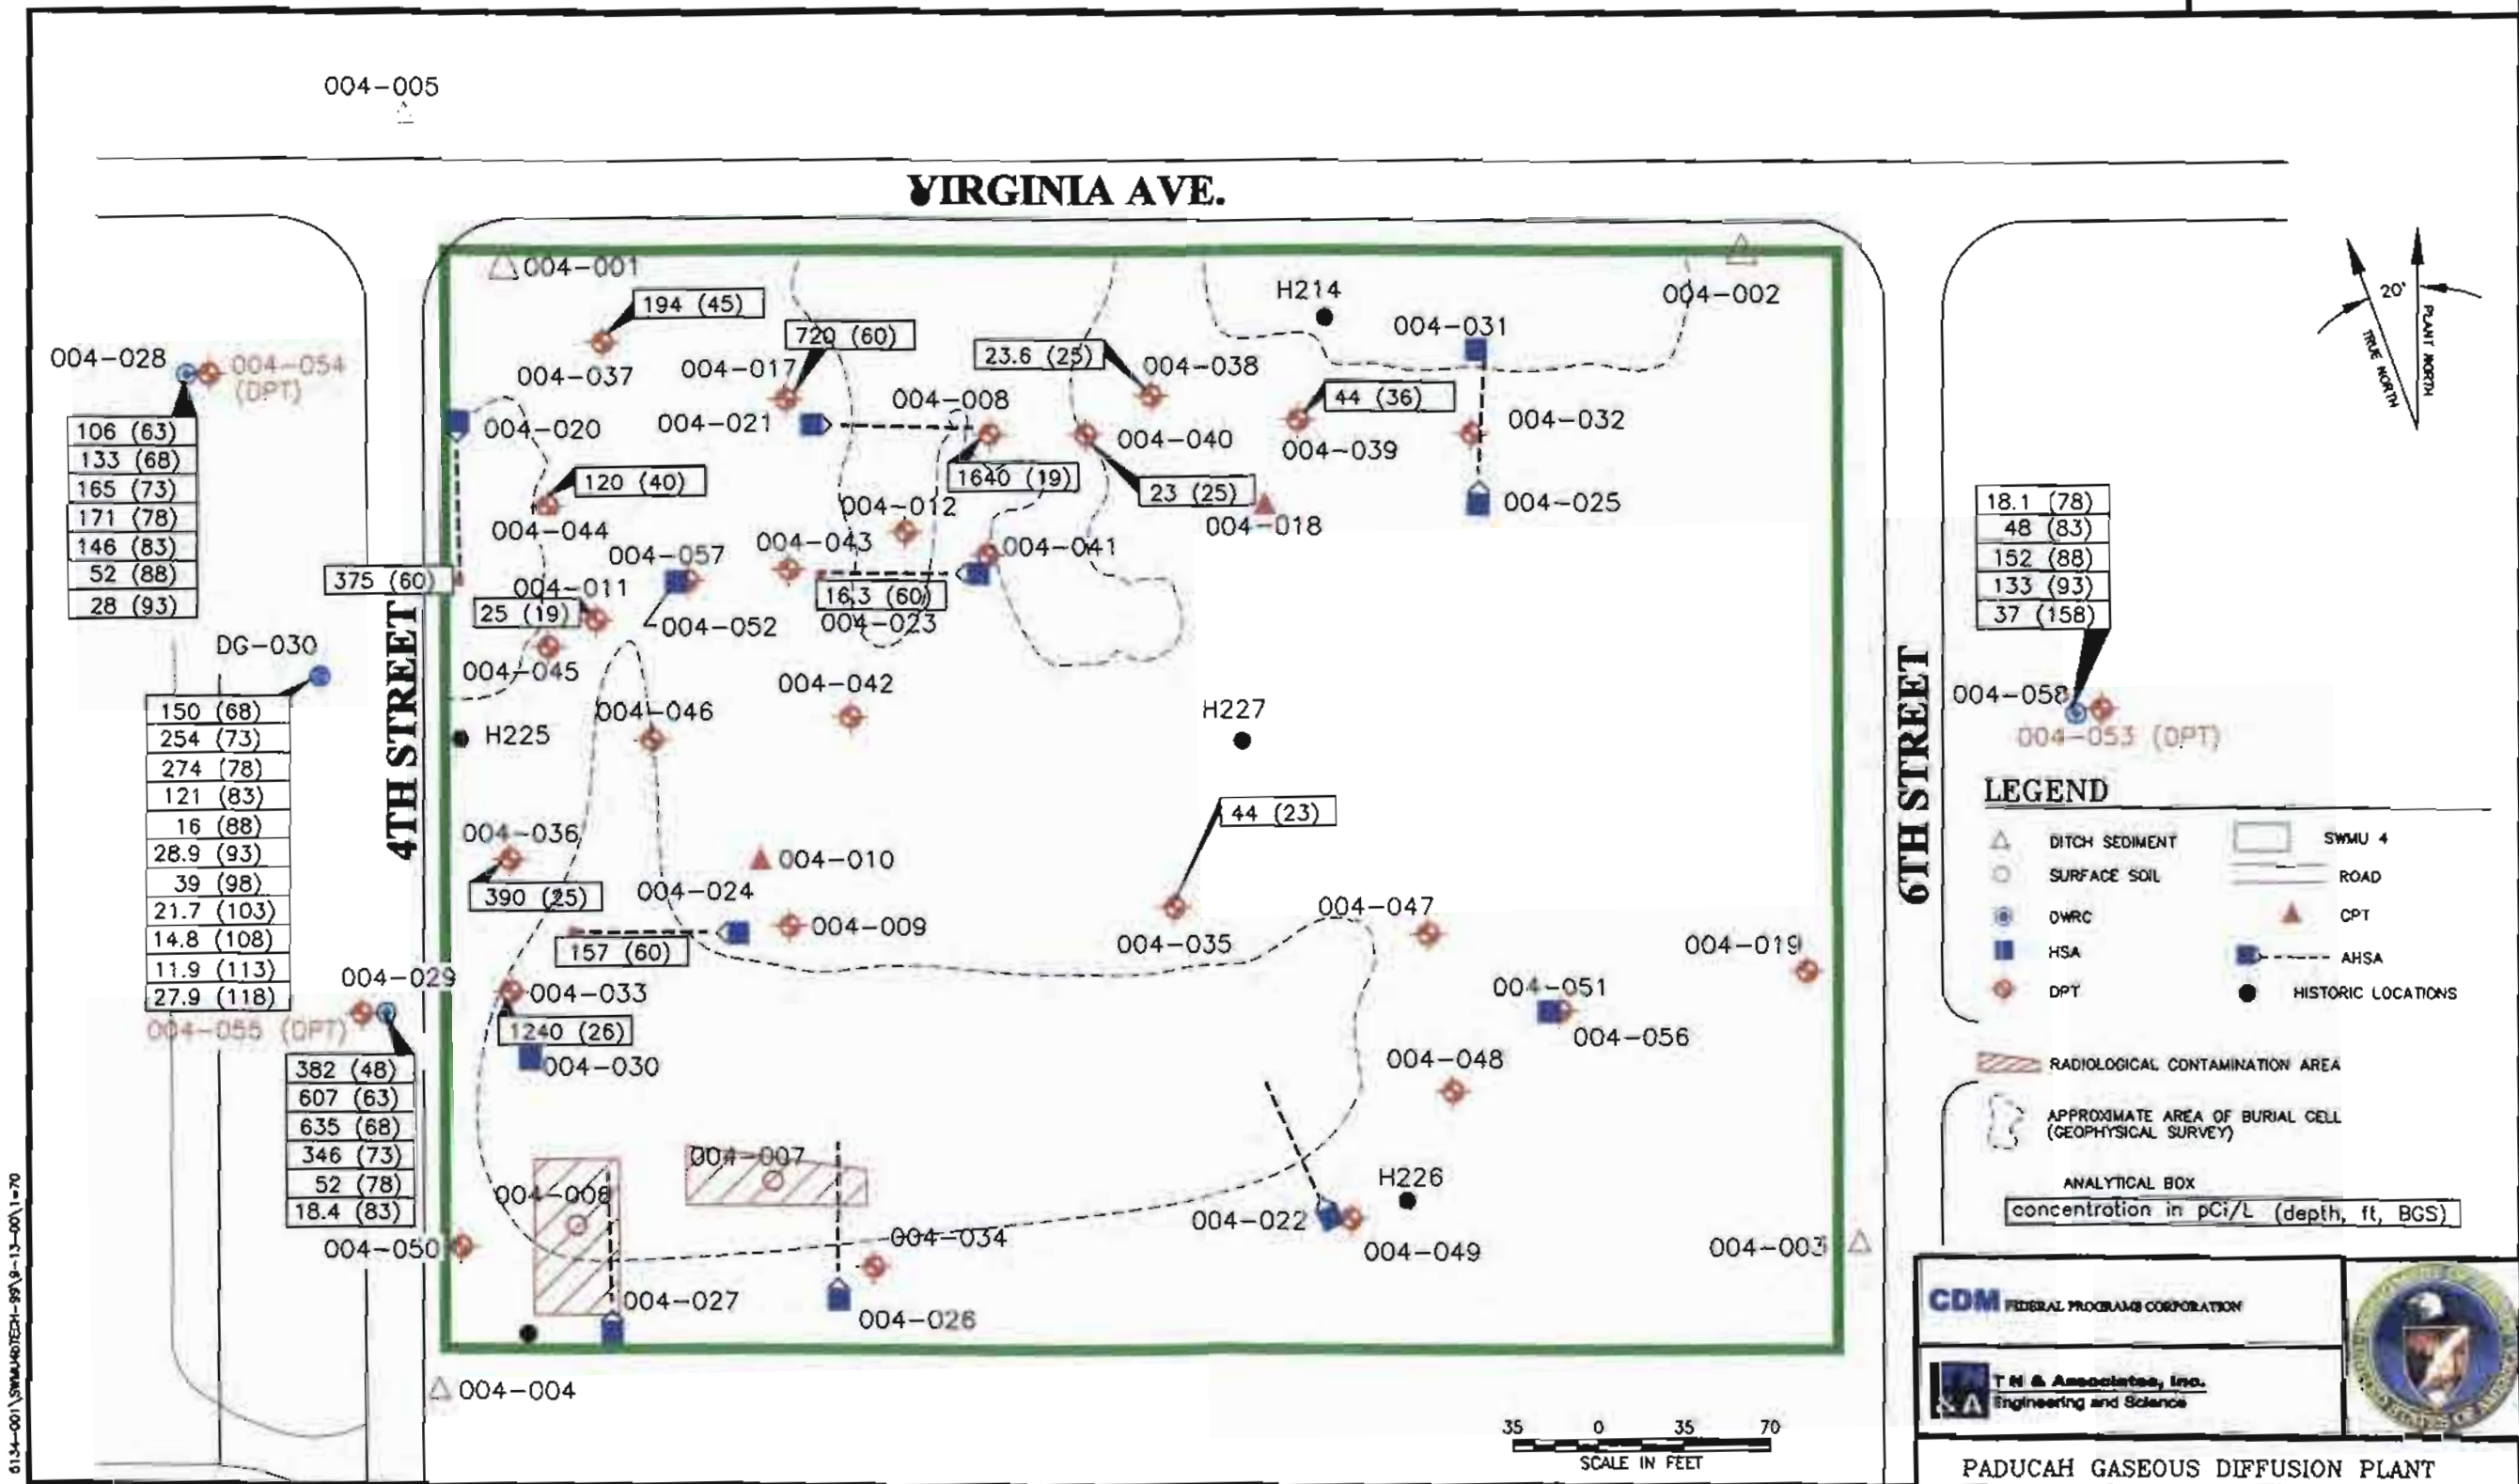 004-005
VIRGINIA AVE.
004-001
004-002
194 (45)
H214
720 (60)
004-031
23.6 (25)
004-028
004-054
(DPT)
004-037
004-017
004-038
44 (36)
004-008
004-020
004-021
004-040
004-039
004-032
20'
TRUE NORTH
PLANT NORTH
106 (63)
133 (68)
165 (73)
171 (78)
146 (83)
52 (88)
28 (93)
120 (40)
1640 (19)
23 (25)
004-018
004-025
004-044
004-012
004-057
004-043
004-041
375 (60)
004-011
16.3 (60)
25 (19)
004-052
004-023
004-045
18.1 (78)
48 (83)
152 (88)
133 (93)
37 (158)
DG-030
4TH STREET
6TH STREET
004-042
004-046
H225
H227
004-058
004-053 (DPT)
150 (68)
254 (73)
274 (78)
121 (83)
16 (88)
28.9 (93)
39 (98)
21.7 (103)
14.8 (108)
11.9 (113)
27.9 (118)
44 (23)
004-036
004-010
390 (25)
004-024
004-009
157 (60)
004-035
004-047
004-019
004-029
004-055 (DPT)
004-033
1240 (26)
004-030
004-051
004-056
004-048
382 (48)
607 (63)
635 (68)
346 (73)
52 (78)
18.4 (83)
004-007
004-006
H226
004-022
004-049
004-050
004-034
004-003
004-027
004-026
004-004
LEGEND
DITCH SEDIMENT
SWMU 4
SURFACE SOIL
ROAD
DWRC
CPT
HSA
AHSA
DPT
HISTORIC LOCATIONS
RADIOLOGICAL CONTAMINATION AREA
APPROXIMATE AREA OF BURIAL CELL
(GEOPHYSICAL SURVEY)
ANALYTICAL BOX
concentration in pCi/L (depth, ft, BGS)
CDM FEDERAL PROGRAMS CORPORATION
T N & Associates, Inc.
Engineering and Science
& A
35 0 35 70
SCALE IN FEET
PADUCAH GASEOUS DIFFUSION PLANT